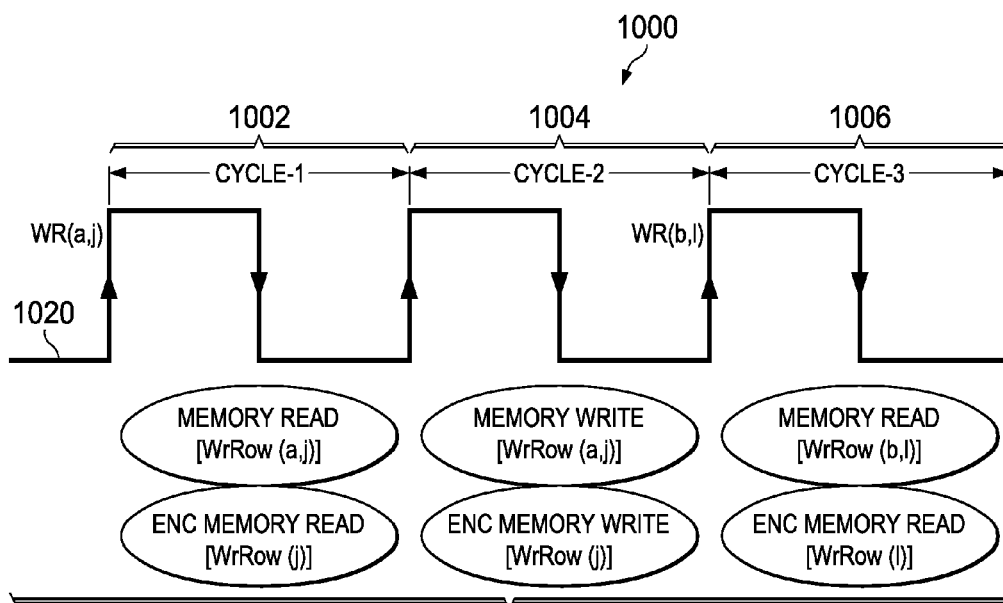 1000
1002 1004 1006
CYCLE-1 CYCLE-2 CYCLE-3
WR(a,j) WR(b,l)
1020
MEMORY READ MEMORY WRITE MEMORY READ
[WrRow (a,j)] [WrRow (a,j)] [WrRow (b,l)]
ENC MEMORY READ ENC MEMORY WRITE ENC MEMORY READ
[WrRow (j)] [WrRow (j)] [WrRow (l)]